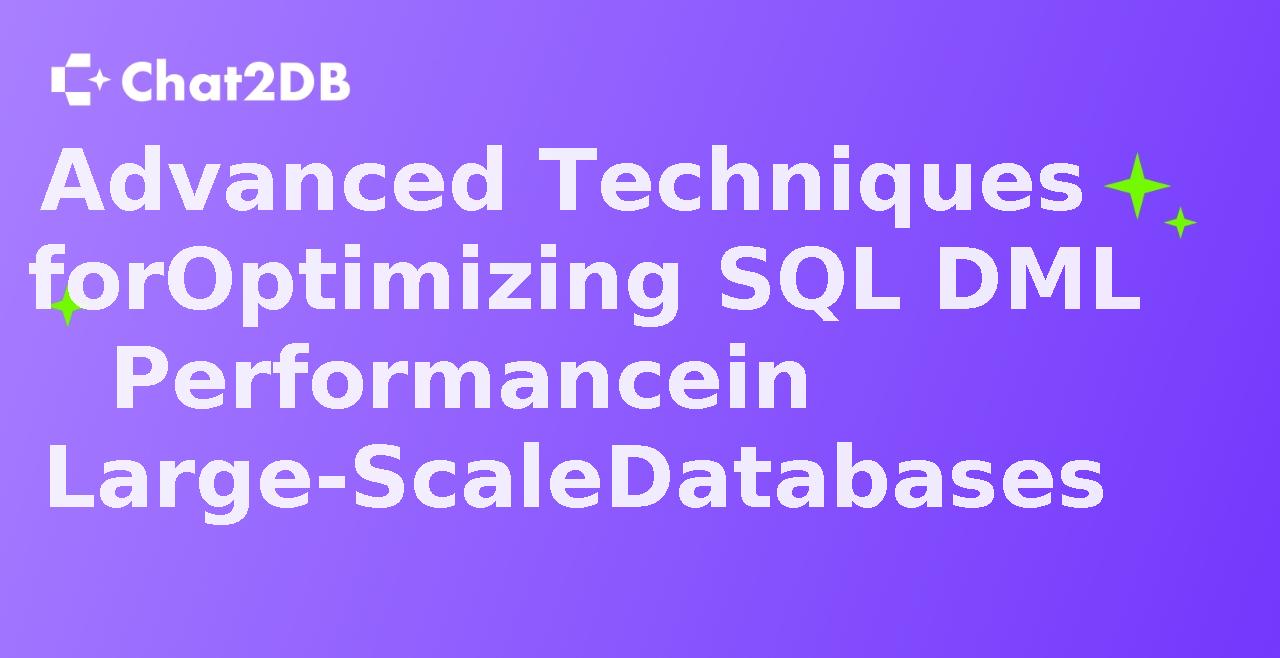 Chat2DB
Advanced Techniques
forOptimizing SQL DML
Performancein
Large-ScaleDatabases